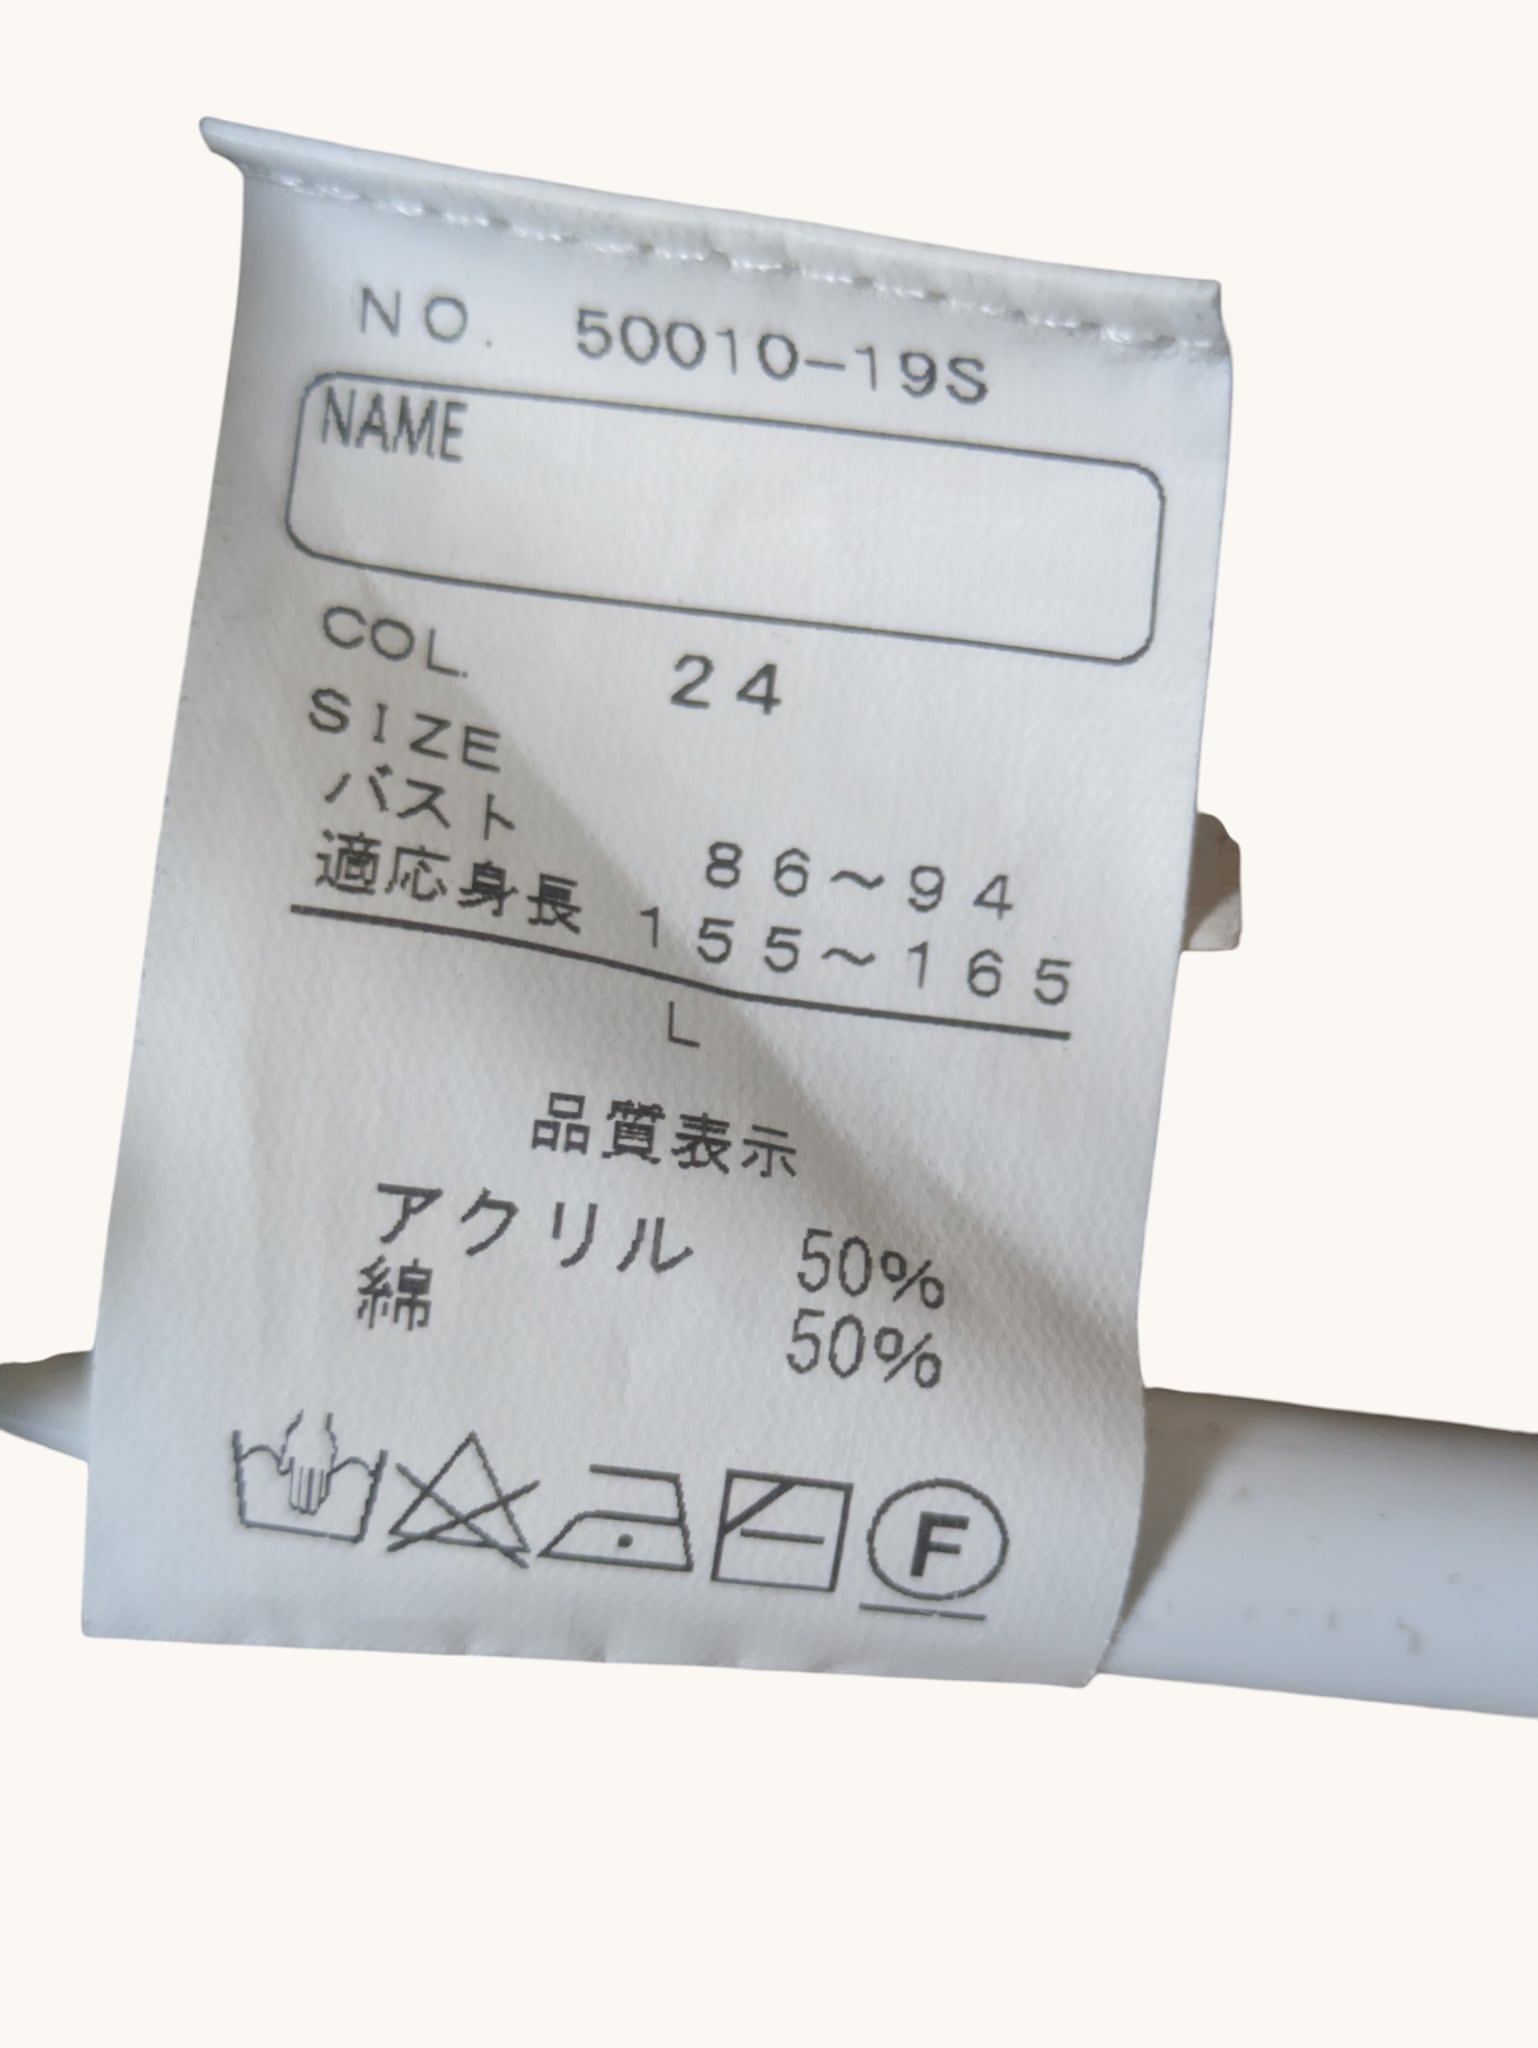 NO. 50010-19S
NAME
COL. 24
SIZE
バスト 86~94
適応身長 155~165
L
品質表示
アクリル 50%
綿 50%
F